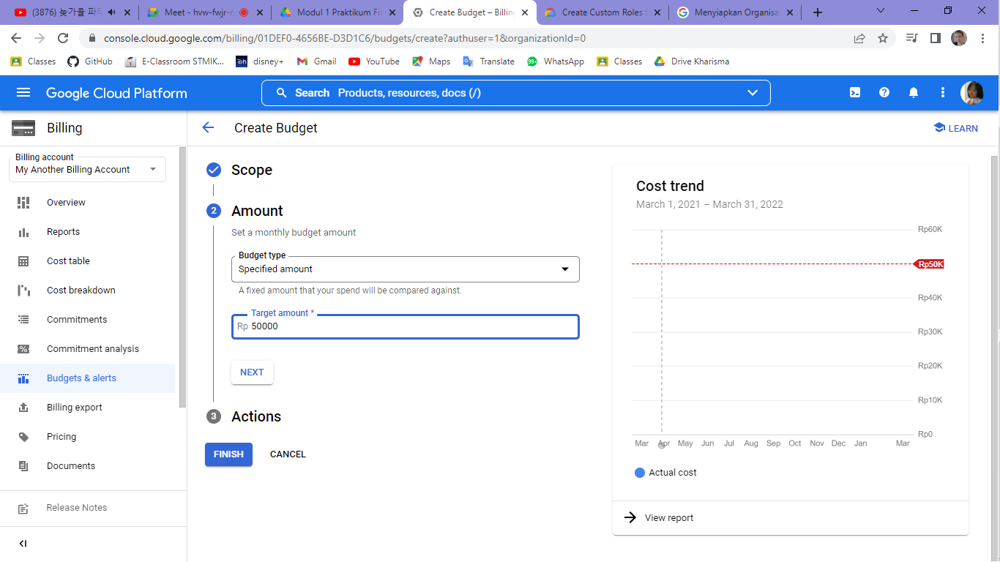 (3876) 늦가을 파리
Meet - hvw-fwjr-r
Modul 1 Praktikum Fix
Create Budget – Billin
Create Custom Roles f
Menyiapkan Organisa
console.cloud.google.com/billing/01DEF0-4656BE-D3D1C6/budgets/create?authuser=1&organizationId=0
Classes
GitHub
E-Classroom STMIK...
disney+
Gmail
YouTube
Maps
Translate
99+
WhatsApp
Classes
Drive Kharisma
Google Cloud Platform
Search Products, resources, docs (/)
Billing
Create Budget
LEARN
Billing account
My Another Billing Account
Overview
Reports
Cost table
Cost breakdown
Commitments
Commitment analysis
Budgets & alerts
Billing export
Pricing
Documents
Release Notes
Scope
2 Amount
Set a monthly budget amount
Budget type
Specified amount
A fixed amount that your spend will be compared against.
Target amount *
Rp 50000
NEXT
3 Actions
FINISH
CANCEL
Cost trend
March 1, 2021 – March 31, 2022
Rp60K
Rp50K
Rp40K
Rp30K
Rp20K
Rp10K
Rp0
Mar Apr May Jun Jul Aug Sep Oct Nov Dec Jan Mar
Actual cost
View report